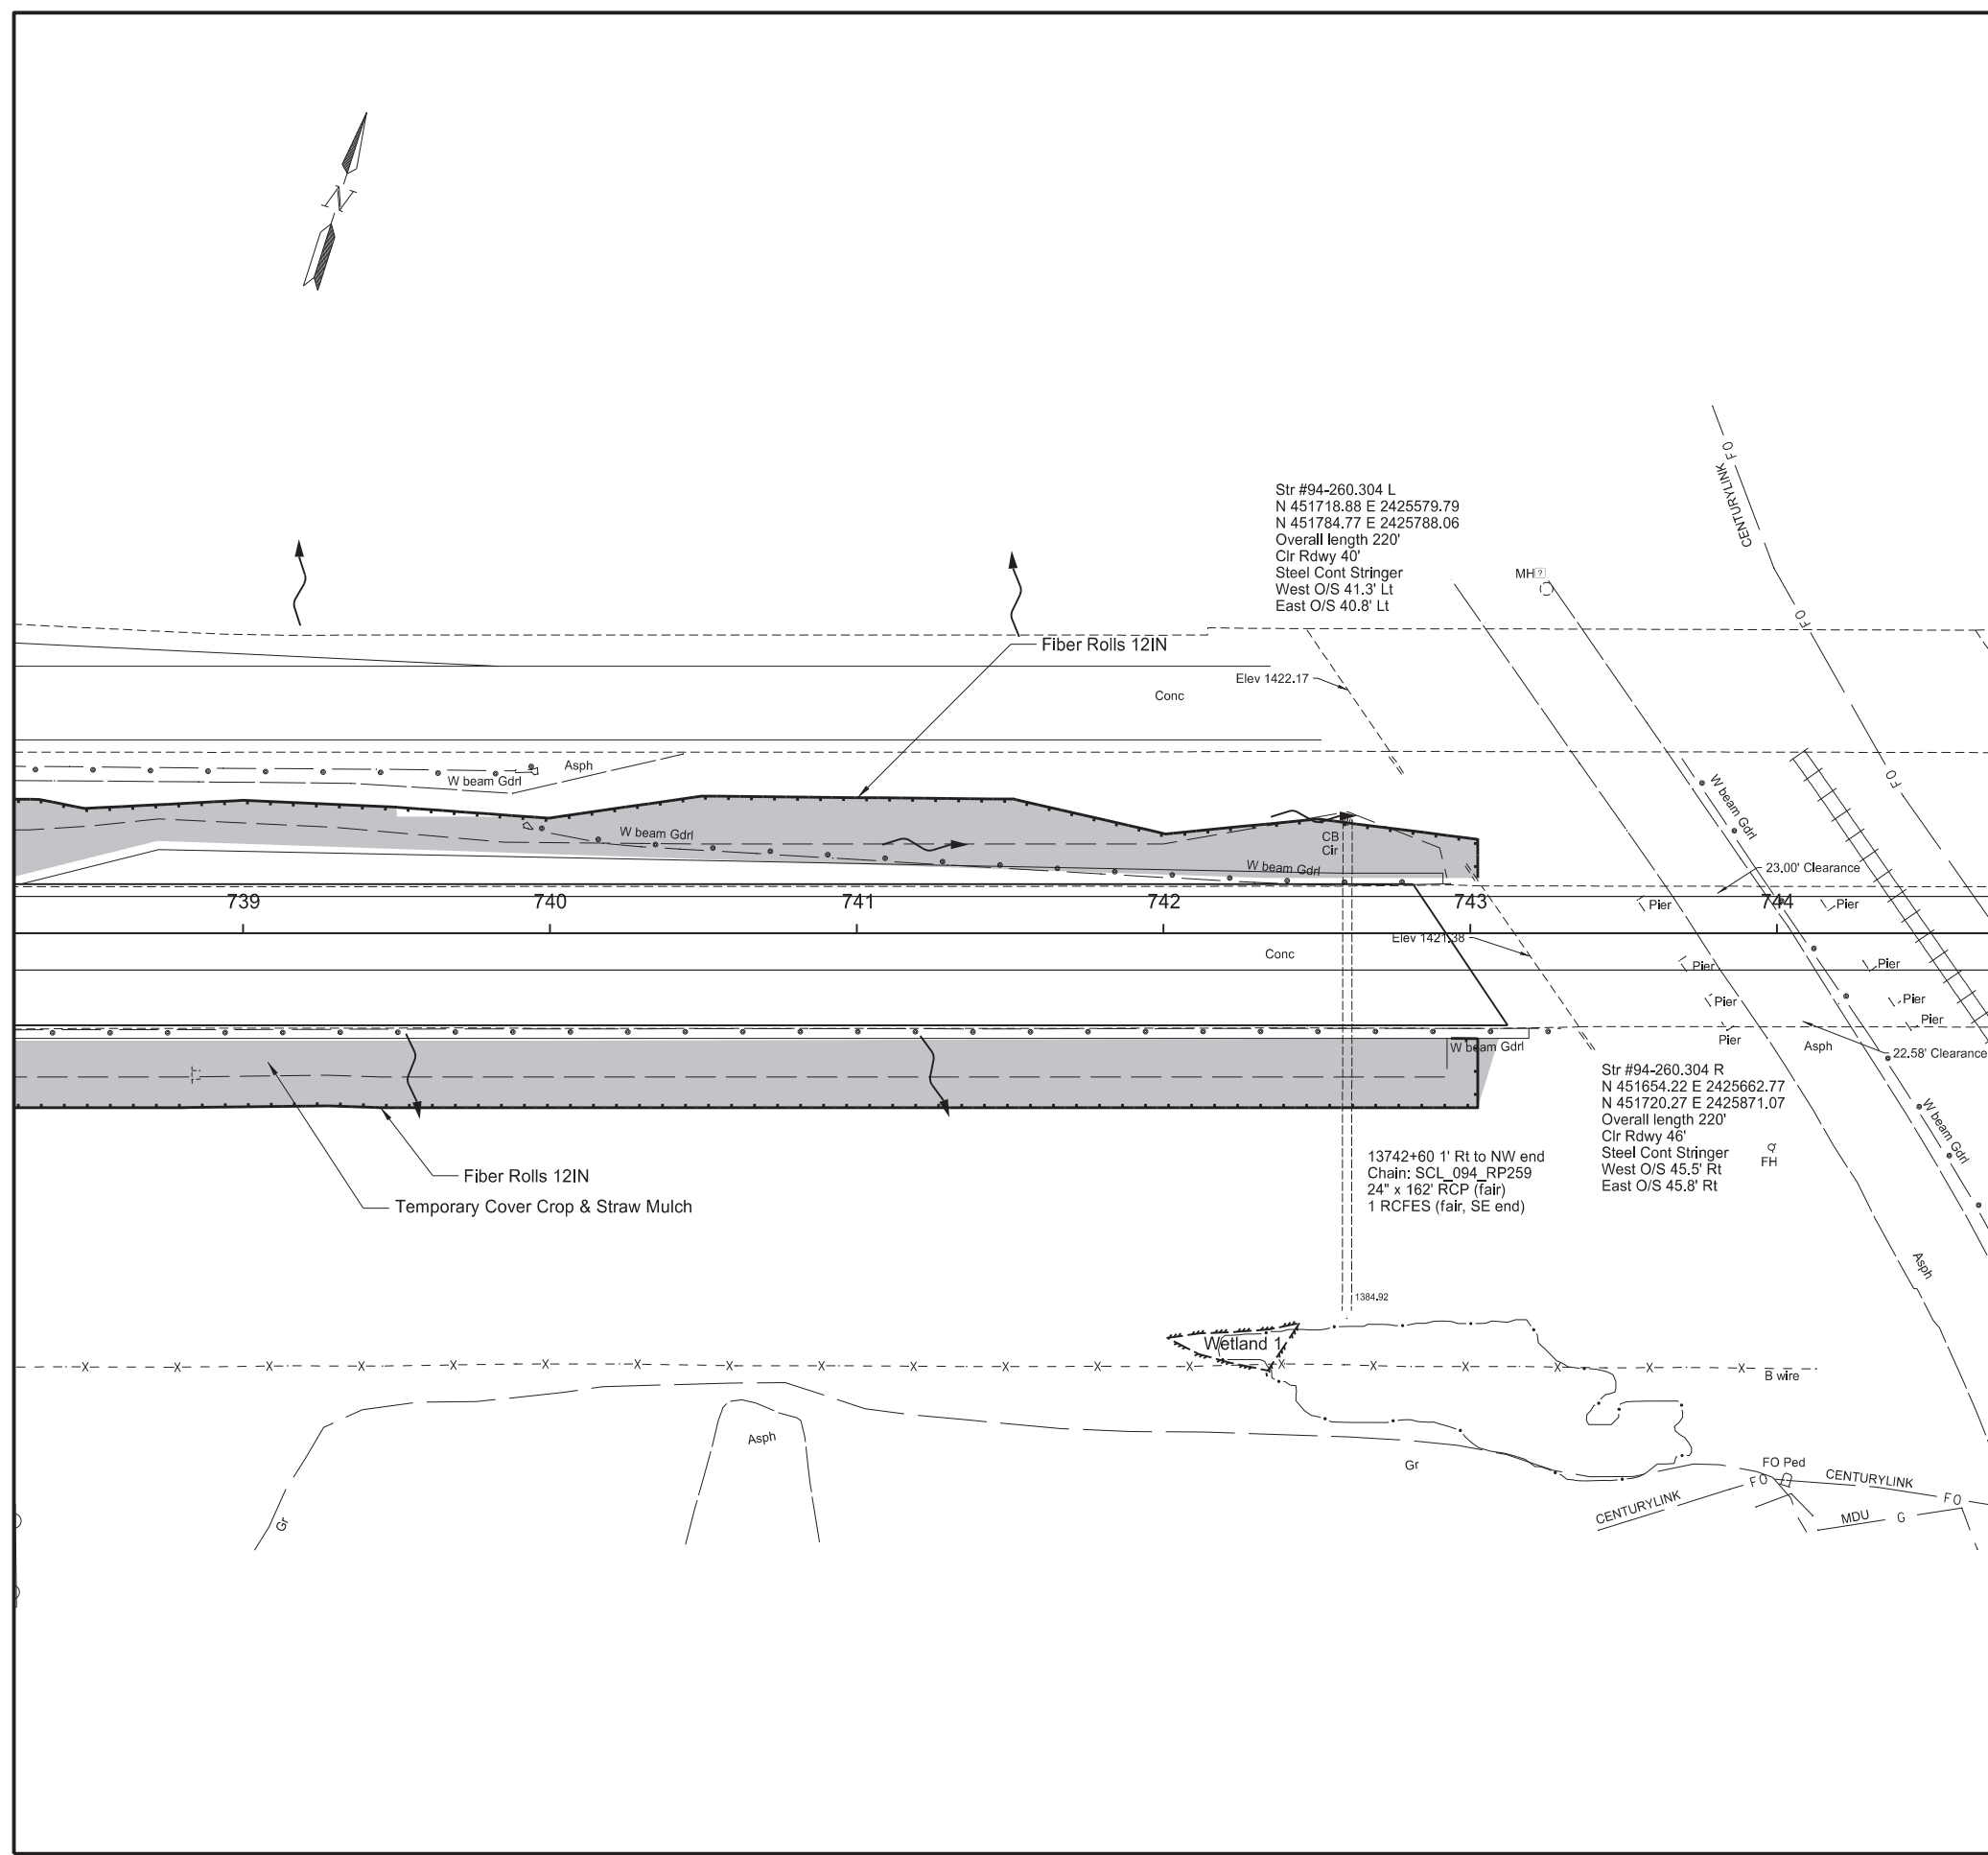 N
CENTURYLINK FO
Str #94-260.304 L
N 451718.88 E 2425579.79
N 451784.77 E 2425788.06
Overall length 220'
Clr Rdwy 40'
Steel Cont Stringer
West O/S 41.3' Lt
East O/S 40.8' Lt
MH
FO
Fiber Rolls 12IN
Elev 1422.17
Conc
Asph
W beam Gdrl
FO
W beam Gdrl
W beam Gdrl
CB
Cir
W beam Gdrl
23.00' Clearance
739
740
741
742
743
744
Pier
Pier
Elev 1421.38
Conc
Pier
Pier
Pier
Pier
Pier
Pier
Asph
W beam Gdrl
22.58' Clearance
Str #94-260.304 R
N 451654.22 E 2425662.77
N 451720.27 E 2425871.07
Overall length 220'
Clr Rdwy 46'
Steel Cont Stringer
West O/S 45.5' Rt
East O/S 45.8' Rt
FH
W beam Gdrl
13742+60 1' Rt to NW end
Chain: SCL_094_RP259
24" x 162' RCP (fair)
1 RCFES (fair, SE end)
Fiber Rolls 12IN
Temporary Cover Crop & Straw Mulch
Asph
1384.92
Wetland 1
X X X X X X X X X X X X X X X X X X X
B wire
Asph
Gr
Gr
FO Ped
CENTURYLINK FO
CENTURYLINK FO
MDU G